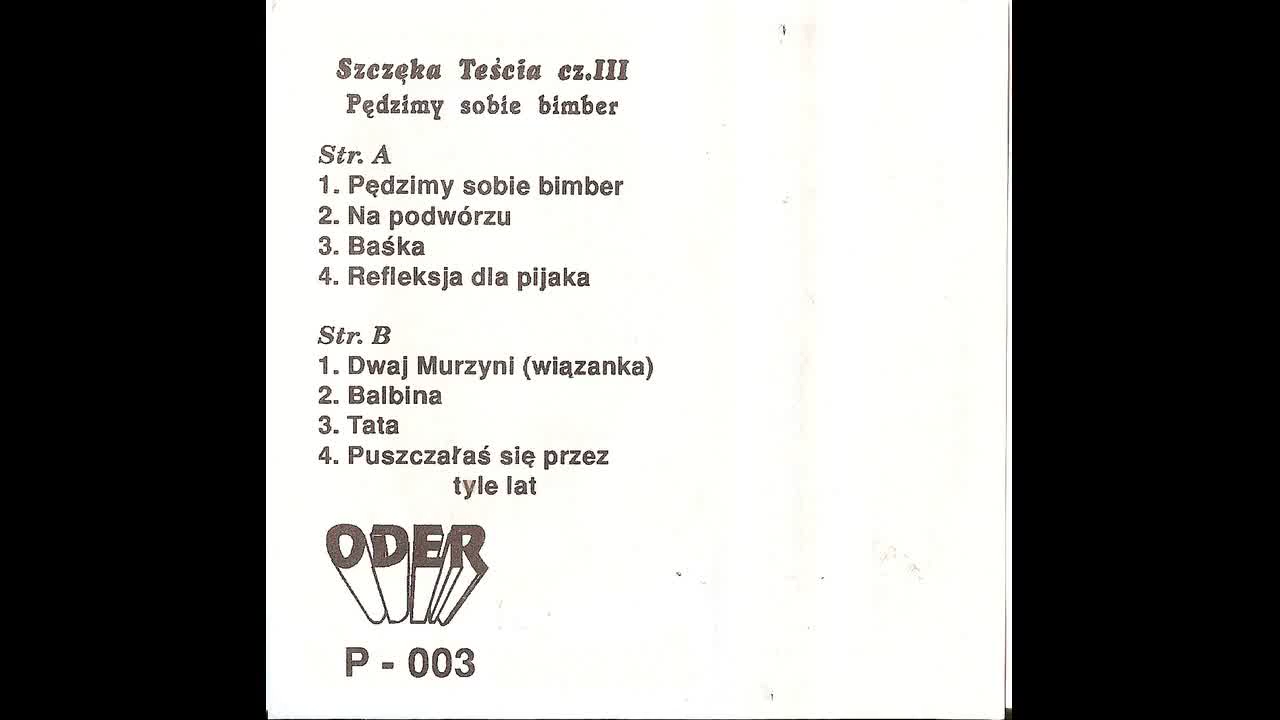 Szczęka Teścia cz.III
Pędzimy sobie bimber
Str. A
1. Pędzimy sobie bimber
2. Na podwórzu
3. Baśka
4. Refleksja dla pijaka
Str. B
1. Dwaj Murzyni (wiązanka)
2. Balbina
3. Tata
4. Puszczałaś się przez
tyle lat
ODER
P - 003